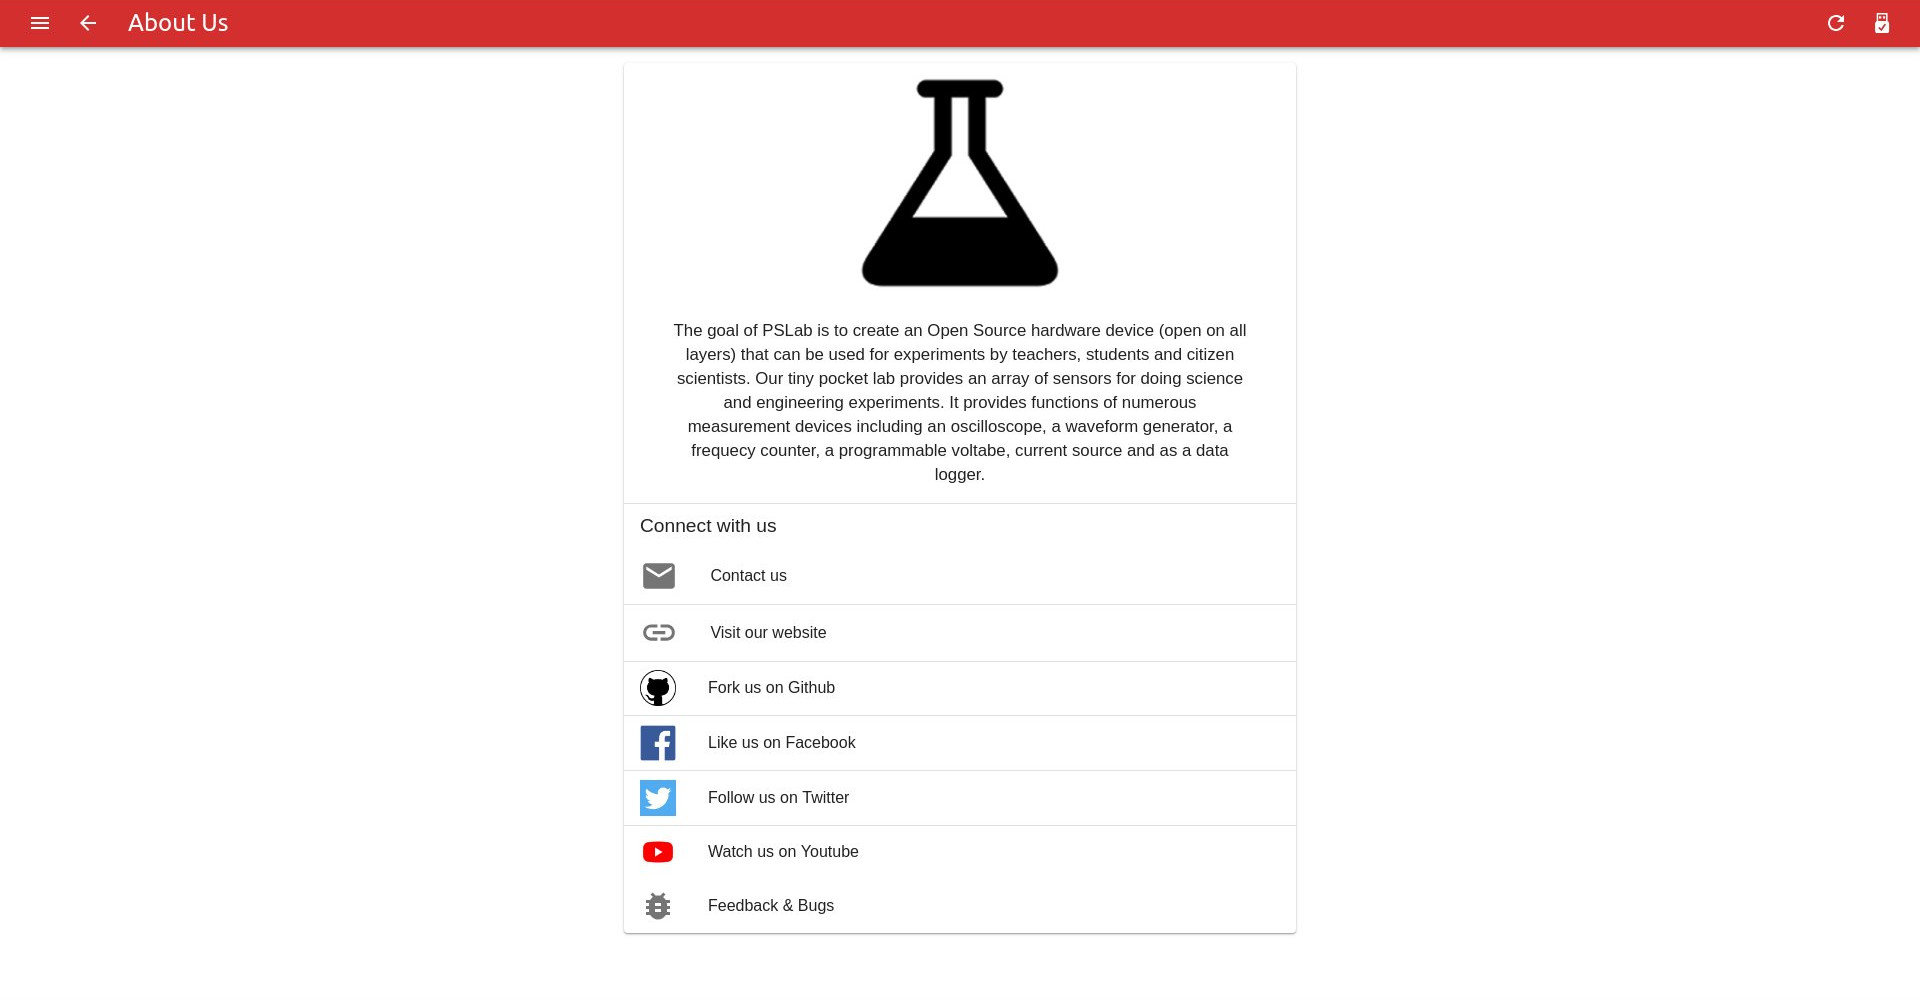 About Us
The goal of PSLab is to create an Open Source hardware device (open on all
layers) that can be used for experiments by teachers, students and citizen
scientists. Our tiny pocket lab provides an array of sensors for doing science
and engineering experiments. It provides functions of numerous
measurement devices including an oscilloscope, a waveform generator, a
frequecy counter, a programmable voltabe, current source and as a data
logger.
Connect with us
Contact us
Visit our website
Fork us on Github
Like us on Facebook
Follow us on Twitter
Watch us on Youtube
Feedback & Bugs